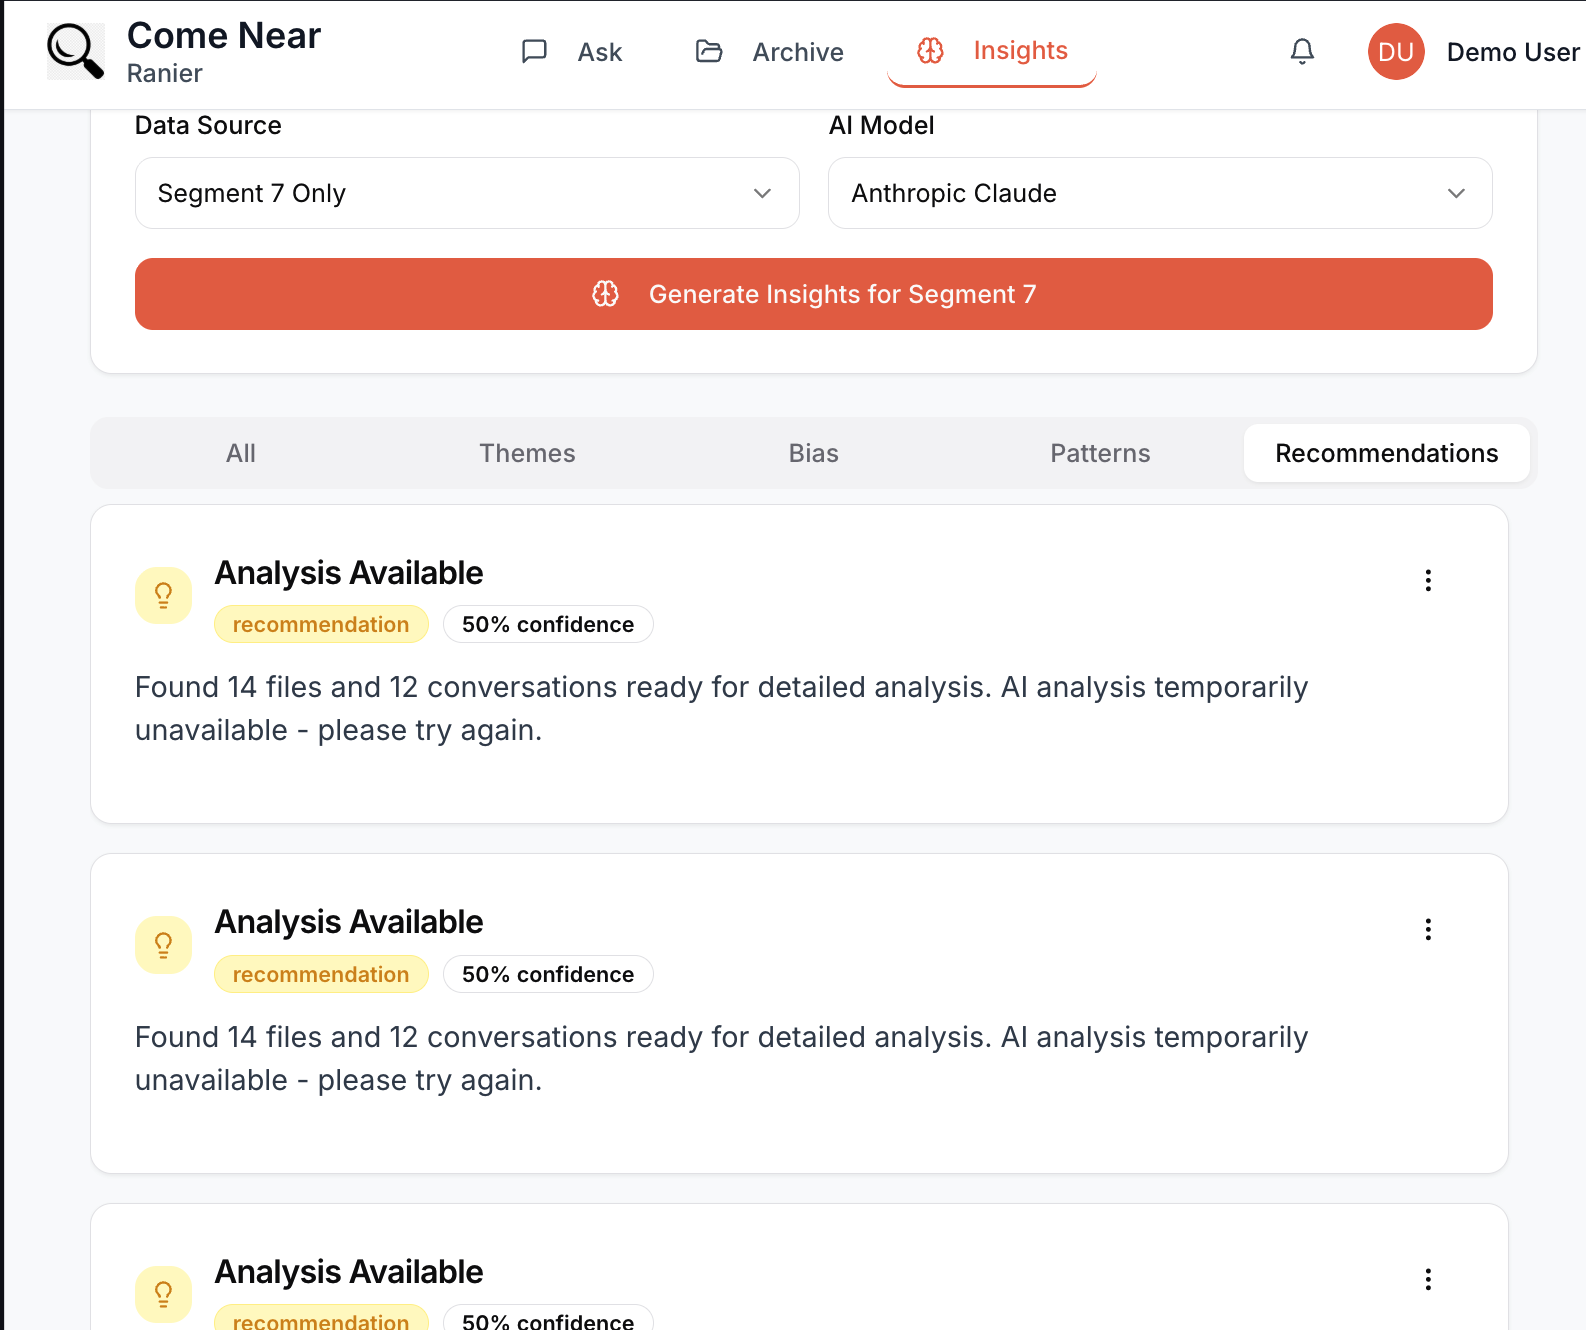 Come Near
Ranier
Ask
Archive
Insights
DU
Demo User
Data Source
AI Model
Segment 7 Only
Anthropic Claude
Generate Insights for Segment 7
All
Themes
Bias
Patterns
Recommendations
Analysis Available
recommendation
50% confidence
Found 14 files and 12 conversations ready for detailed analysis. AI analysis temporarily
unavailable - please try again.
Analysis Available
recommendation
50% confidence
Found 14 files and 12 conversations ready for detailed analysis. AI analysis temporarily
unavailable - please try again.
Analysis Available
recommendation
50% confidence